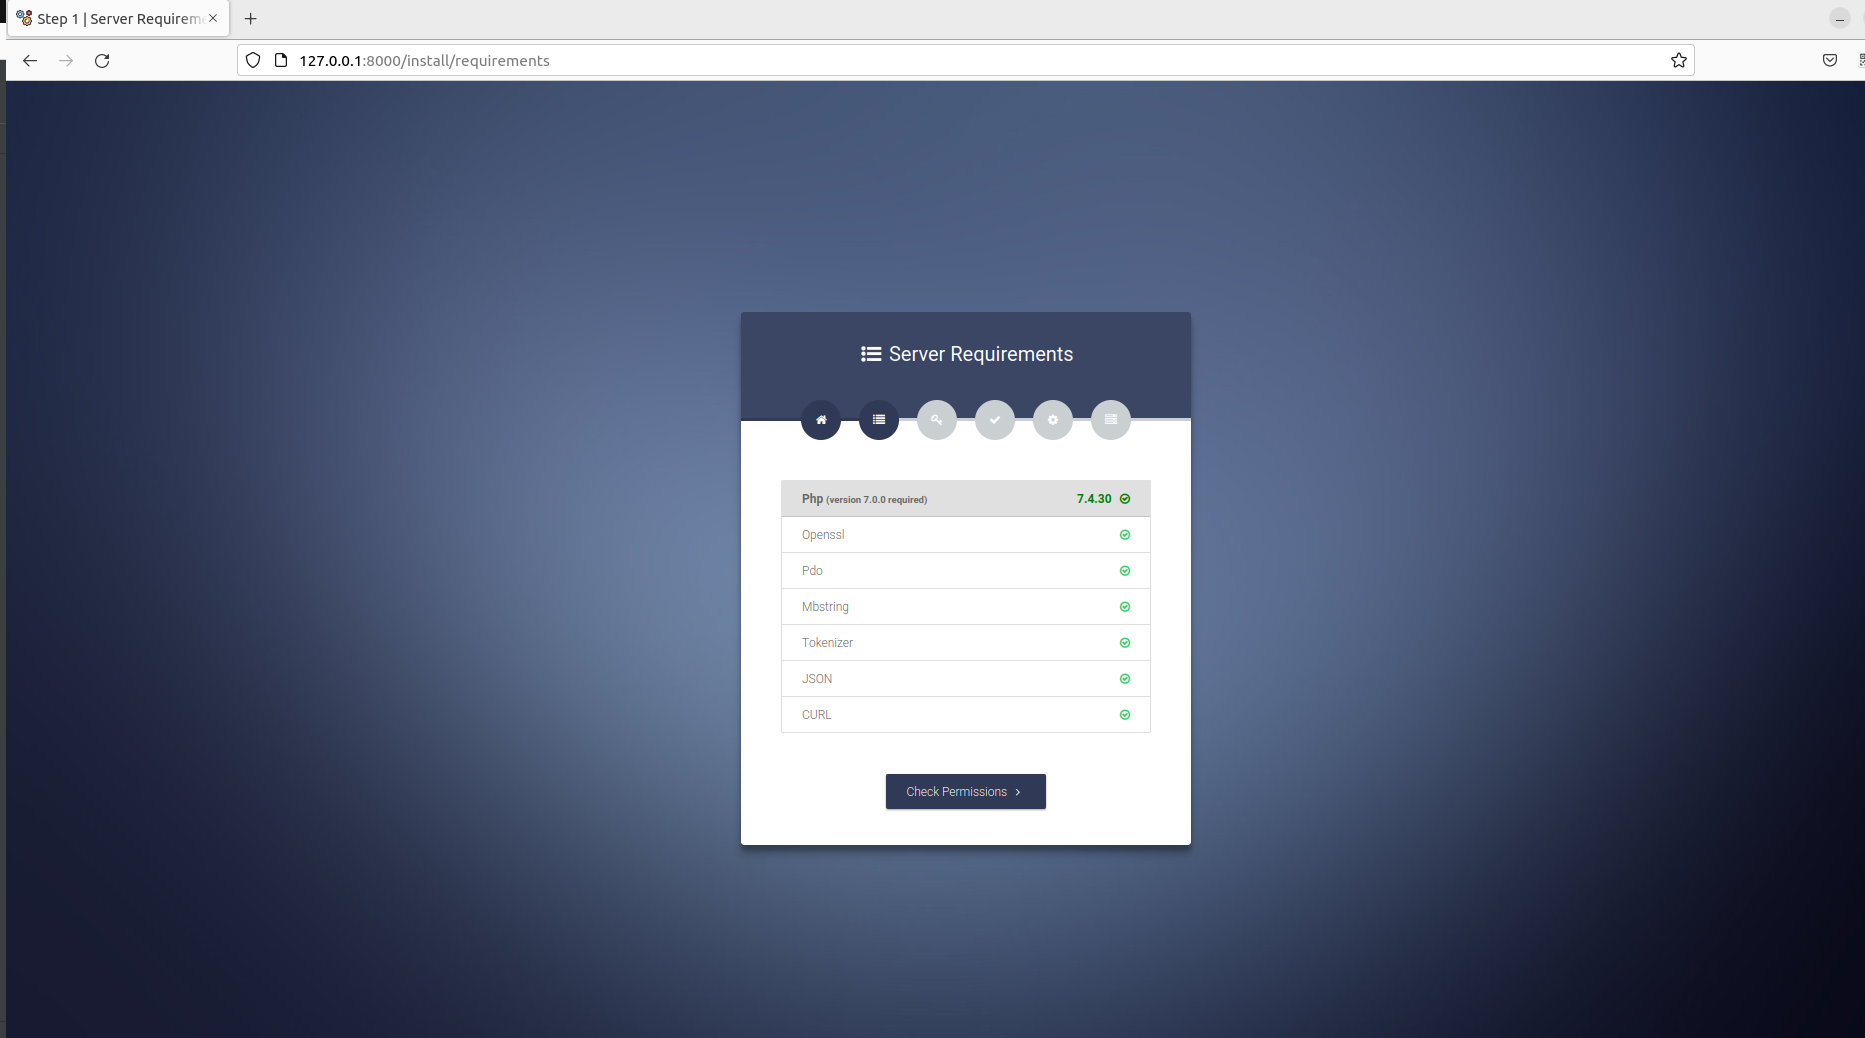 Step 1 | Server Requirem
127.0.0.1:8000/install/requirements
Server Requirements
Php (version 7.0.0 required) 7.4.30
Openssl
Pdo
Mbstring
Tokenizer
JSON
CURL
Check Permissions